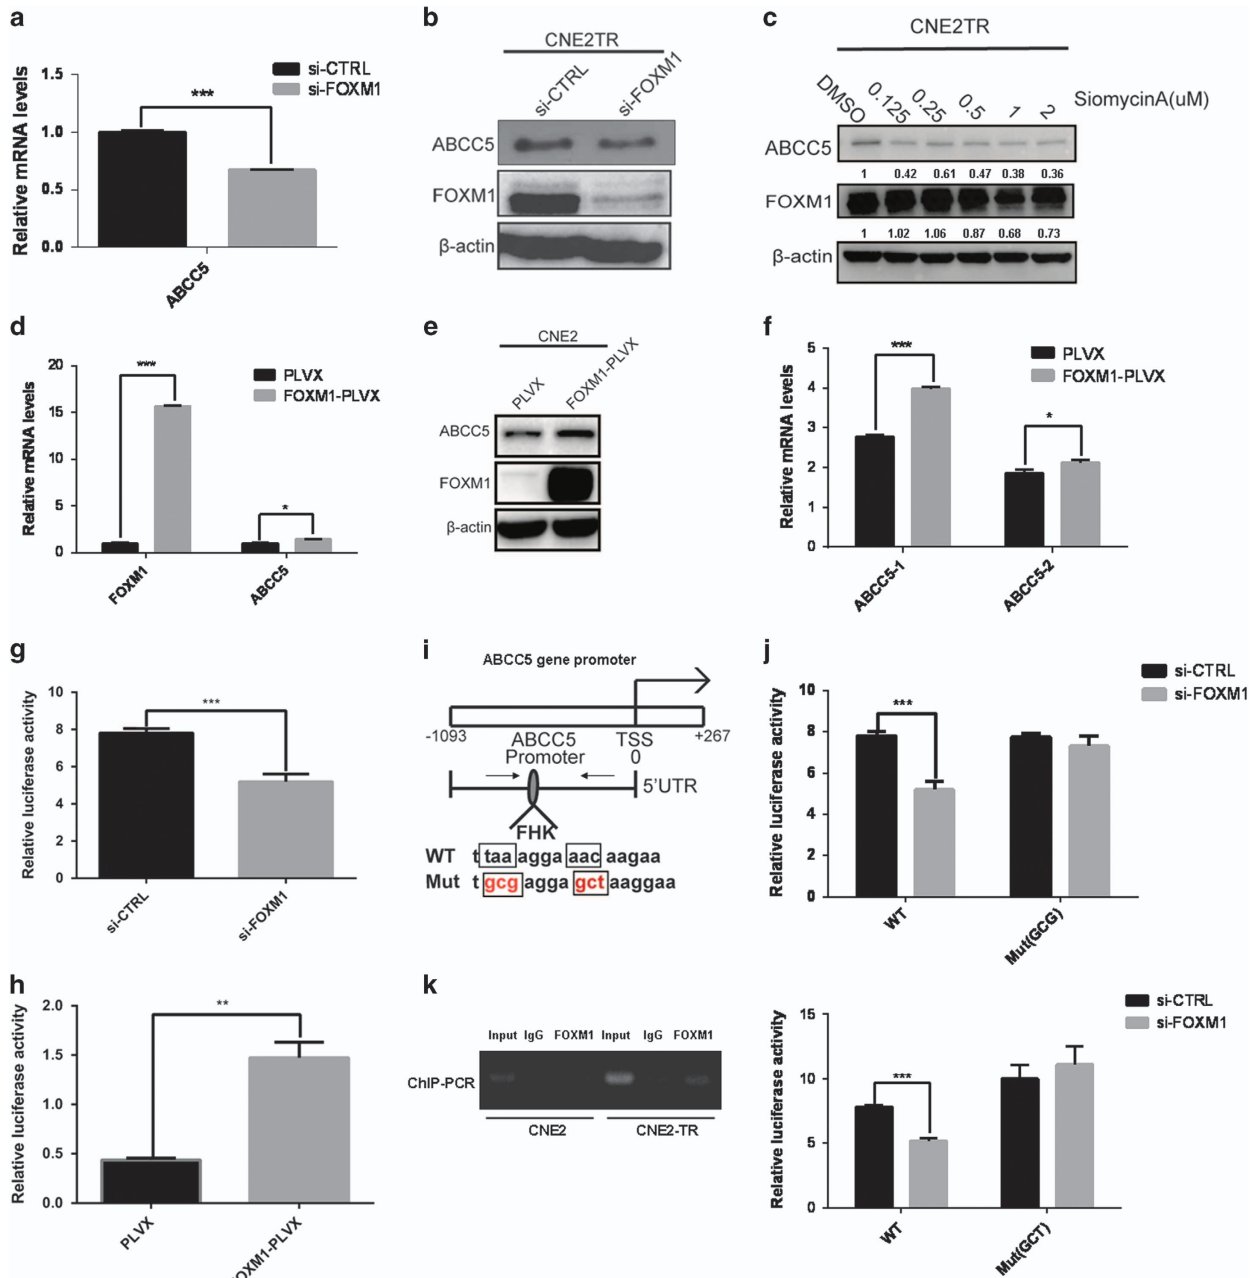 a
1.5
1.0
0.5
0.0
Relative mRNA levels
***
si-CTRL
si-FOXM1
ABCC5
b
CNE2TR
si-CTRL
si-FOXM1
ABCC5
FOXM1
β-actin
c
CNE2TR
DMSO 0.125 0.25 0.5 1 2 SiomycinA(uM)
ABCC5
1 0.42 0.61 0.47 0.38 0.36
FOXM1
1 1.02 1.06 0.87 0.68 0.73
β-actin
d
20
15
10
5
0
Relative mRNA levels
***
*
PLVX
FOXM1-PLVX
FOXM1
ABCC5
e
CNE2
PLVX
FOXM1-PLVX
ABCC5
FOXM1
β-actin
f
5
4
3
2
1
0
Relative mRNA levels
***
*
PLVX
FOXM1-PLVX
ABCC5-1
ABCC5-2
g
10
8
6
4
2
0
Relative luciferase activity
***
si-CTRL
si-FOXM1
i
ABCC5 gene promoter
-1093 ABCC5 TSS +267
Promoter 0
5'UTR
FHK
WT t taa agga aac aagaa
Mut t gcg agga gct aaggaa
j
si-CTRL
si-FOXM1
10
8
6
4
2
0
Relative luciferase activity
***
WT
Mut(GCG)
h
2.0
1.5
1.0
0.5
0.0
Relative luciferase activity
**
PLVX
FOXM1-PLVX
k
Input IgG FOXM1 Input IgG FOXM1
ChIP-PCR
CNE2 CNE2-TR
si-CTRL
si-FOXM1
15
10
5
0
Relative luciferase activity
***
WT
Mut(GCT)